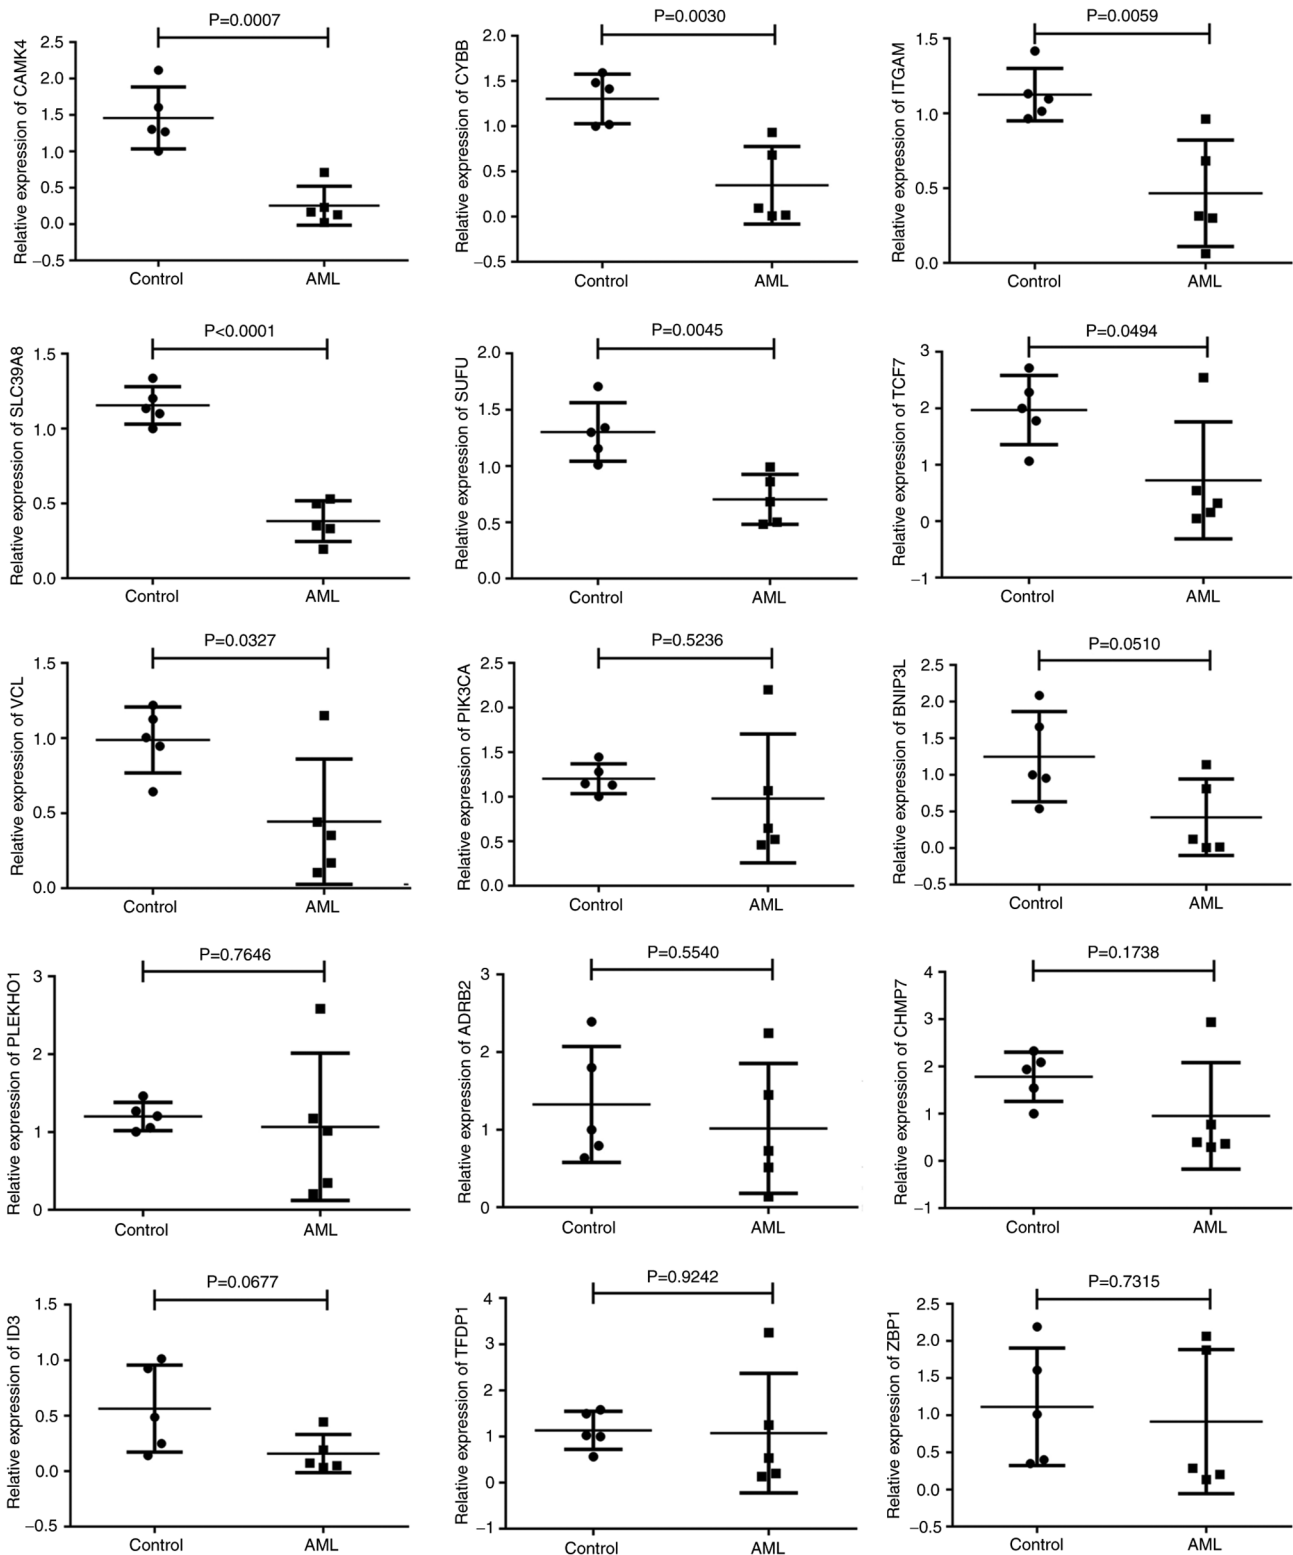 P=0.0007
Relative expression of CAMK4
2.5
2.0
1.5
1.0
0.5
0.0
−0.5
Control
AML
P=0.0030
Relative expression of CYBB
2.0
1.5
1.0
0.5
0.0
−0.5
Control
AML
P=0.0059
Relative expression of ITGAM
1.5
1.0
0.5
0.0
Control
AML
P<0.0001
Relative expression of SLC39A8
1.5
1.0
0.5
0.0
Control
AML
P=0.0045
Relative expression of SUFU
2.0
1.5
1.0
0.5
0.0
Control
AML
P=0.0494
Relative expression of TCF7
3
2
1
0
−1
Control
AML
P=0.0327
Relative expression of VCL
1.5
1.0
0.5
0.0
Control
AML
P=0.5236
Relative expression of PIK3CA
2.5
2.0
1.5
1.0
0.5
0.0
Control
AML
P=0.0510
Relative expression of BNIP3L
2.5
2.0
1.5
1.0
0.5
0.0
−0.5
Control
AML
P=0.7646
Relative expression of PLEKHO1
3
2
1
0
Control
AML
P=0.5540
Relative expression of ADRB2
3
2
1
0
Control
AML
P=0.1738
Relative expression of CHMP7
4
3
2
1
0
−1
Control
AML
P=0.0677
Relative expression of ID3
1.5
1.0
0.5
0.0
−0.5
Control
AML
P=0.9242
Relative expression of TFDP1
4
3
2
1
0
−1
Control
AML
P=0.7315
Relative expression of ZBP1
2.5
2.0
1.5
1.0
0.5
0.0
−0.5
Control
AML